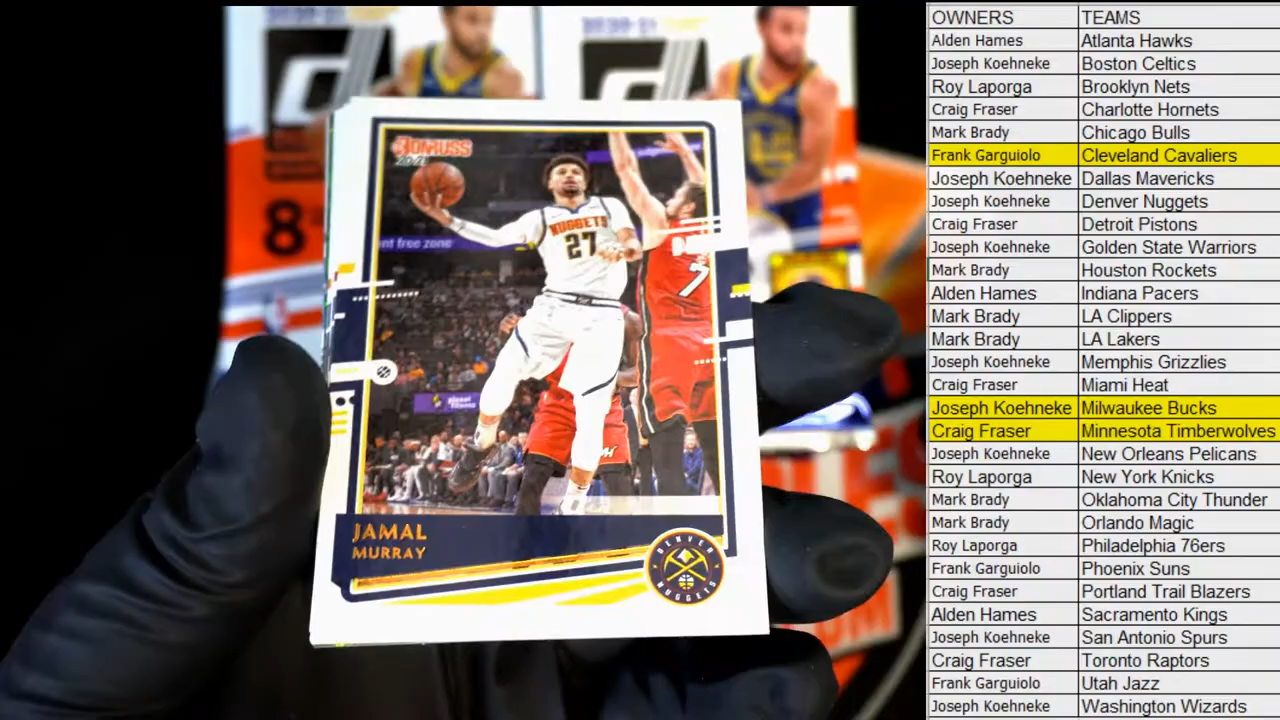 DONRUSS
20-21
NUGGETS
27
7
ent free zone
planet
fitness
8
JAMAL
MURRAY
DENVER
NUGGETS
OWNERS TEAMS
Alden Hames Atlanta Hawks
Joseph Koehneke Boston Celtics
Roy Laporga Brooklyn Nets
Craig Fraser Charlotte Hornets
Mark Brady Chicago Bulls
Frank Garguiolo Cleveland Cavaliers
Joseph Koehneke Dallas Mavericks
Joseph Koehneke Denver Nuggets
Craig Fraser Detroit Pistons
Joseph Koehneke Golden State Warriors
Mark Brady Houston Rockets
Alden Hames Indiana Pacers
Mark Brady LA Clippers
Mark Brady LA Lakers
Joseph Koehneke Memphis Grizzlies
Craig Fraser Miami Heat
Joseph Koehneke Milwaukee Bucks
Craig Fraser Minnesota Timberwolves
Joseph Koehneke New Orleans Pelicans
Roy Laporga New York Knicks
Mark Brady Oklahoma City Thunder
Mark Brady Orlando Magic
Roy Laporga Philadelphia 76ers
Frank Garguiolo Phoenix Suns
Craig Fraser Portland Trail Blazers
Alden Hames Sacramento Kings
Joseph Koehneke San Antonio Spurs
Craig Fraser Toronto Raptors
Frank Garguiolo Utah Jazz
Joseph Koehneke Washington Wizards